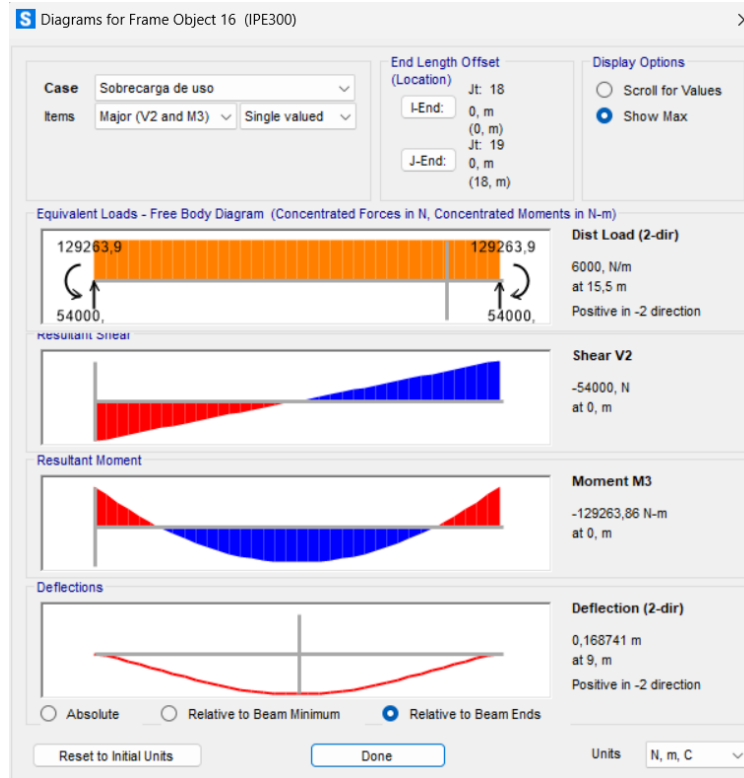 S Diagrams for Frame Object 16 (IPE300)
End Length Offset
(Location)
Display Options
Case Sobrecarga de uso
Items Major (V2 and M3) Single valued
Jt: 18
I-End: 0, m
(0, m)
Jt: 19
J-End: 0, m
(18, m)
Scroll for Values
Show Max
Equivalent Loads - Free Body Diagram (Concentrated Forces in N, Concentrated Moments in N-m)
129263,9 129263,9
54000, 54000,
Dist Load (2-dir)
6000, N/m
at 15,5 m
Positive in -2 direction
Resultant Shear
Shear V2
-54000, N
at 0, m
Resultant Moment
Moment M3
-129263,86 N-m
at 0, m
Deflections
Deflection (2-dir)
0,168741 m
at 9, m
Positive in -2 direction
Absolute Relative to Beam Minimum Relative to Beam Ends
Reset to Initial Units Done Units N, m, C